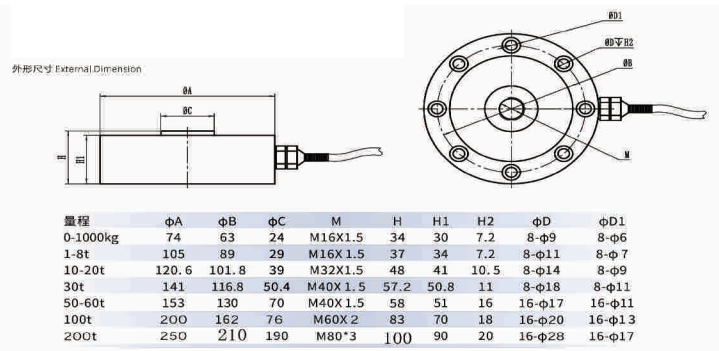 ØD1
ØD↧H2
外形尺寸 External.Dimension
ØB
ØA
ØC
H
H1
M
量程 ϕA ϕB ϕC M H H1 H2 ϕD ϕD1
0-1000kg 74 63 24 M16X1.5 34 30 7.2 8-ϕ9 8-ϕ6
1-8t 105 89 29 M16X1.5 37 34 7.2 8-ϕ11 8-ϕ7
10-20t 120.6 101.8 39 M32X1.5 48 41 10.5 8-ϕ14 8-ϕ9
30t 141 116.8 50.4 M40X1.5 57.2 50.8 11 8-ϕ18 8-ϕ11
50-60t 153 130 70 M40X1.5 58 51 16 16-ϕ17 16-ϕ11
100t 200 162 76 M60X2 83 70 18 16-ϕ20 16-ϕ13
200t 250 210 190 M80*3 100 90 20 16-ϕ28 16-ϕ17